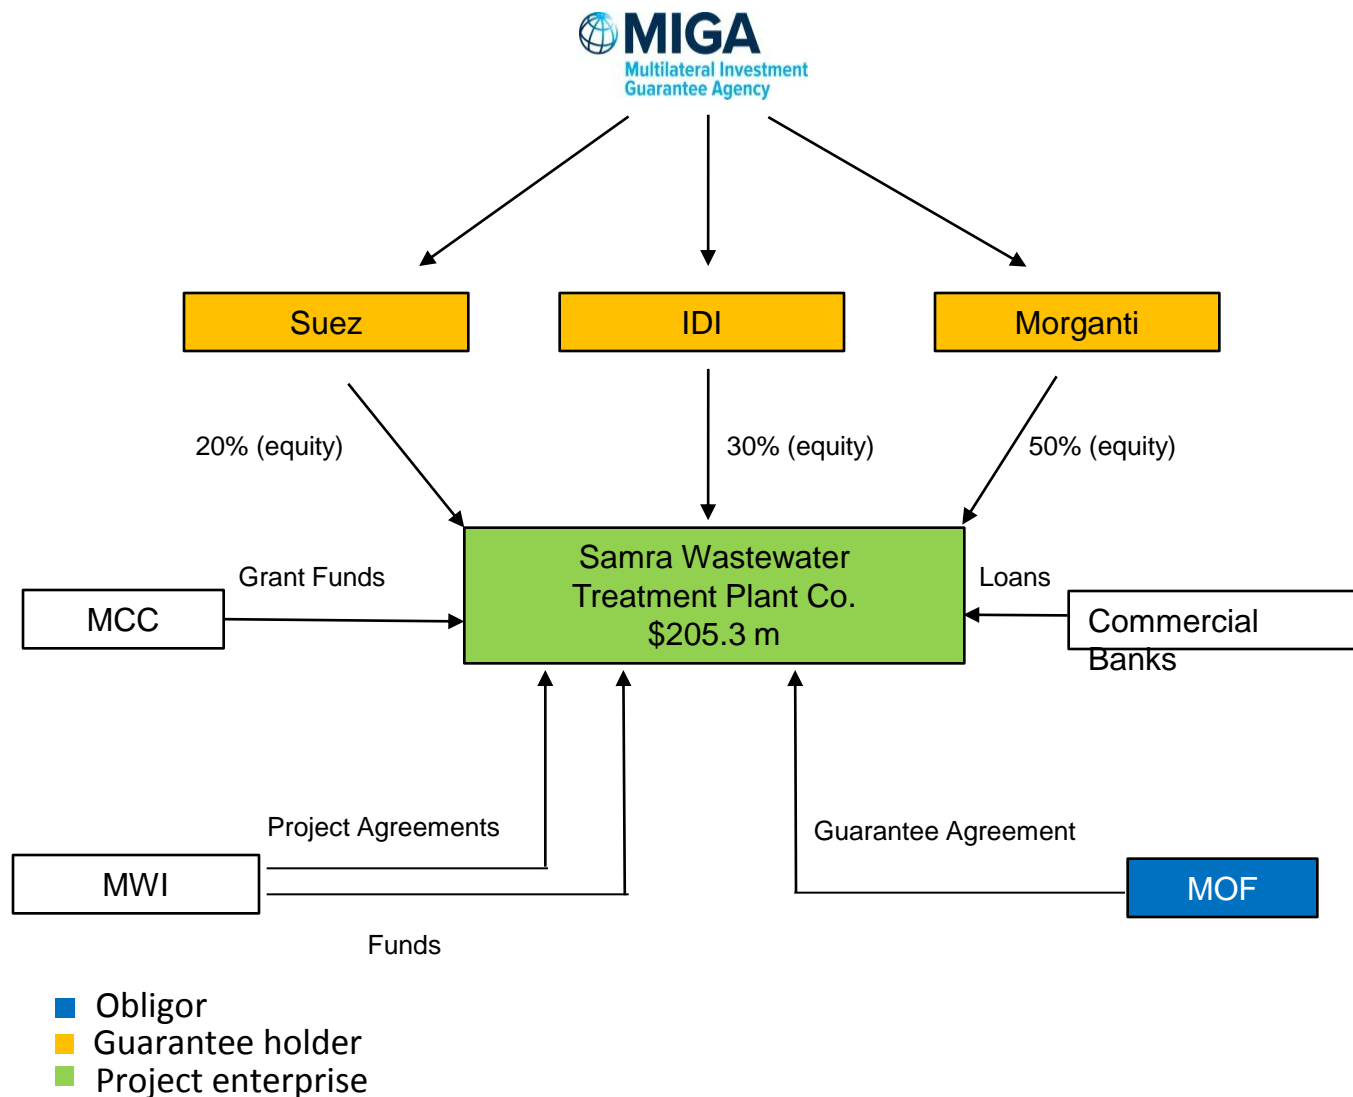 MIGA
Multilateral Investment
Guarantee Agency
Suez
IDI
Morganti
20% (equity)
30% (equity)
50% (equity)
Samra Wastewater
Treatment Plant Co.
$205.3 m
Grant Funds
Loans
MCC
Commercial
Banks
Project Agreements
Guarantee Agreement
MWI
MOF
Funds
Obligor
Guarantee holder
Project enterprise